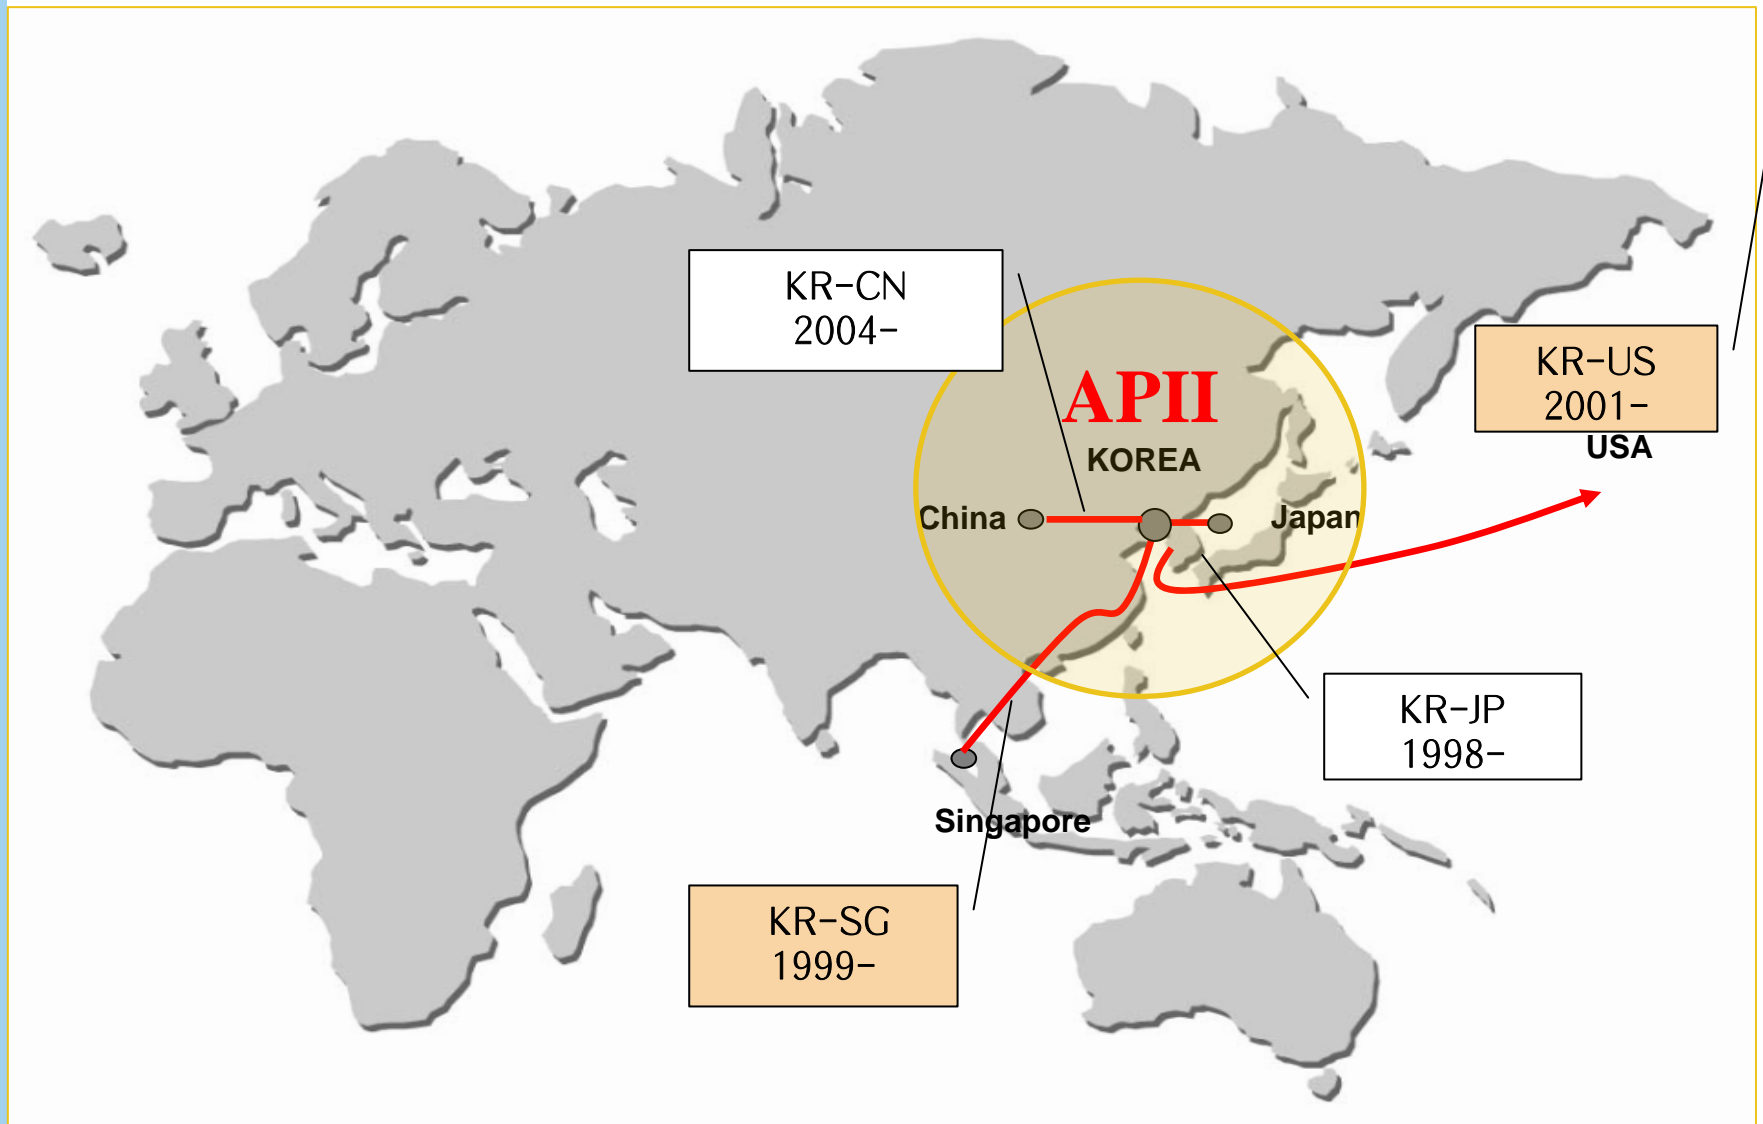 KR-CN
2004-
APII
KR-US
2001-
USA
KOREA
China
Japan
KR-JP
1998-
Singapore
KR-SG
1999-